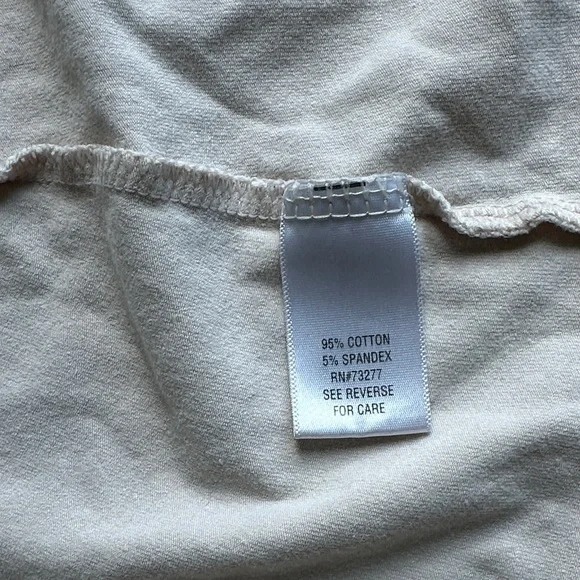 95% COTTON
5% SPANDEX
RN#73277
SEE REVERSE
FOR CARE